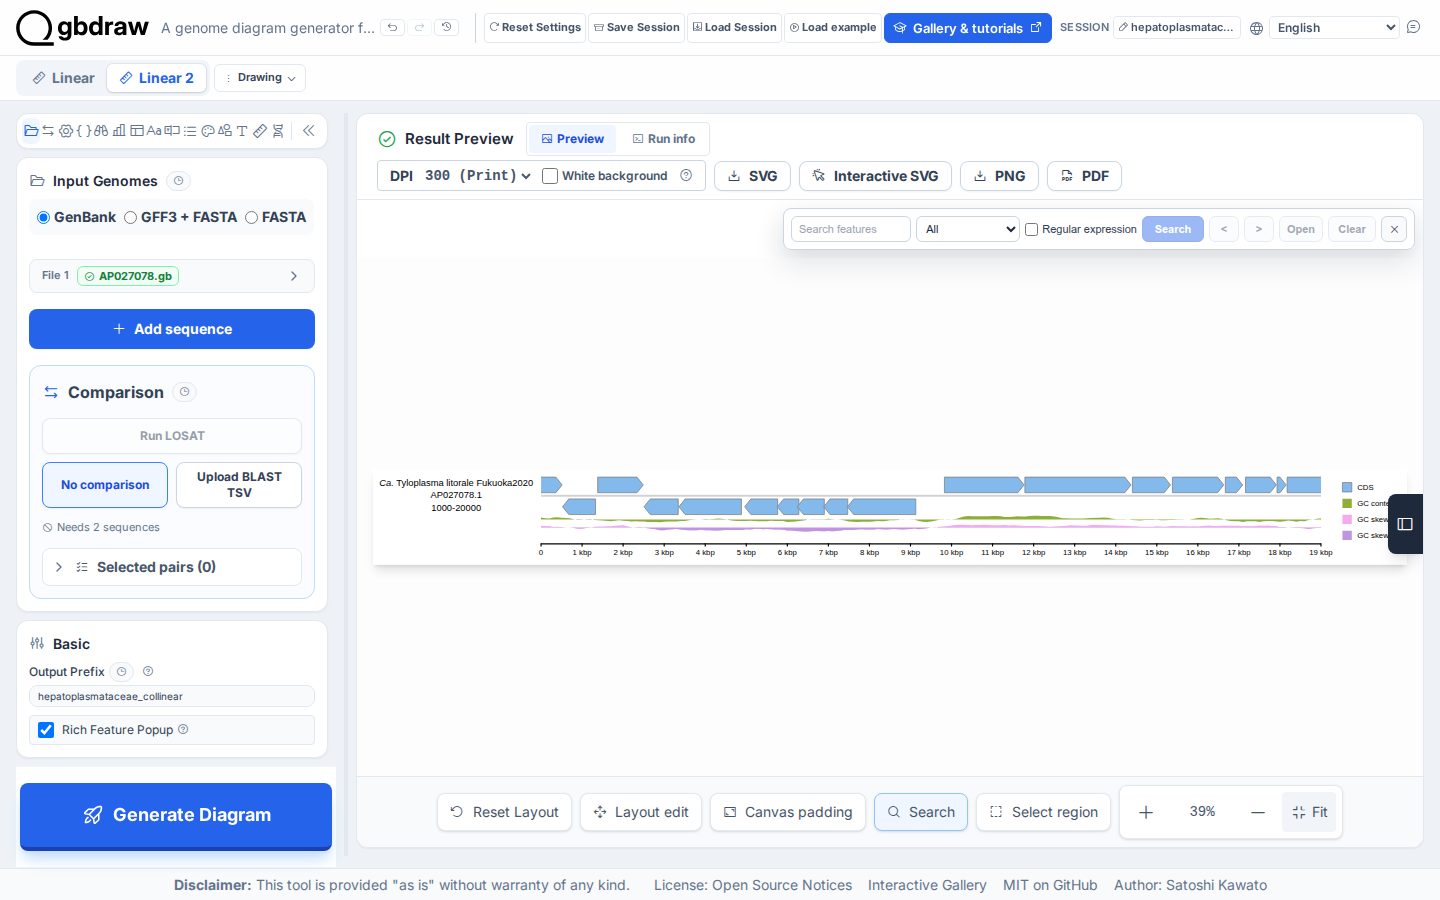 gbdraw
A genome diagram generator f...
Reset Settings
Save Session
Load Session
Load example
Gallery & tutorials
SESSION
hepatoplasmatac...
English
Linear
Linear 2
Drawing
Input Genomes
GenBank
GFF3 + FASTA
FASTA
File 1
AP027078.gb
Add sequence
Comparison
Run LOSAT
No comparison
Upload BLAST
TSV
Needs 2 sequences
Selected pairs (0)
Basic
Output Prefix
hepatoplasmataceae_collinear
Rich Feature Popup
Generate Diagram
Result Preview
Preview
Run info
DPI
300 (Print)
White background
SVG
Interactive SVG
PNG
PDF
Search features
All
Regular expression
Search
<
>
Open
Clear
Ca. Tyloplasma litorale Fukuoka2020
AP027078.1
1000-20000
0 1 kbp 2 kbp 3 kbp 4 kbp 5 kbp 6 kbp 7 kbp 8 kbp 9 kbp 10 kbp 11 kbp 12 kbp 13 kbp 14 kbp 15 kbp 16 kbp 17 kbp 18 kbp 19 kbp
CDS
GC conte
GC skew
GC skew
Reset Layout
Layout edit
Canvas padding
Search
Select region
39%
Fit
Disclaimer: This tool is provided "as is" without warranty of any kind.
License: Open Source Notices
Interactive Gallery
MIT on GitHub
Author: Satoshi Kawato